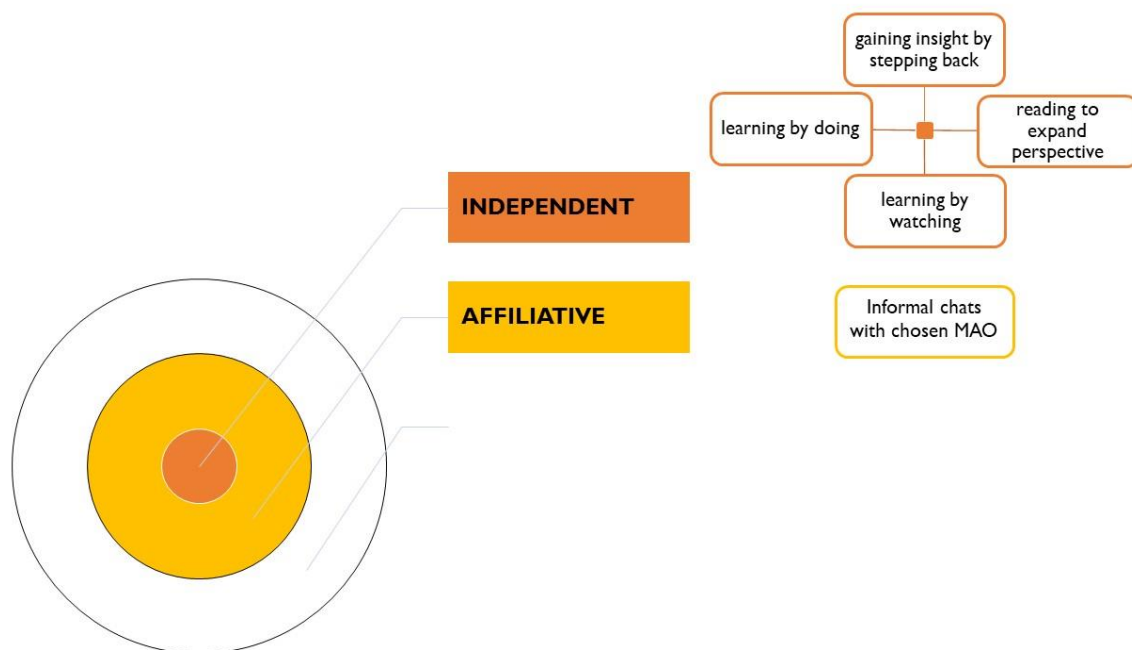 gaining insight by
stepping back
learning by doing
reading to
expand
perspective
learning by
watching
INDEPENDENT
AFFILIATIVE
Informal chats
with chosen MAO